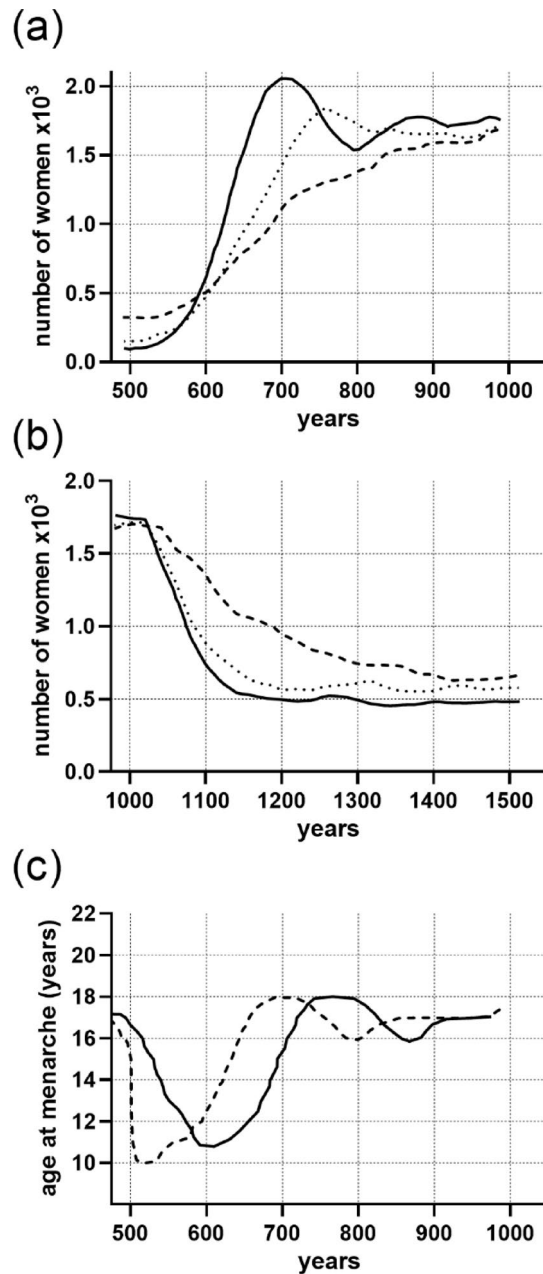 (a)
number of women x10³
2.0
1.5
1.0
0.5
0.0
500 600 700 800 900 1000
years
(b)
number of women x10³
2.0
1.5
1.0
0.5
0.0
1000 1100 1200 1300 1400 1500
years
(c)
age at menarche (years)
22
20
18
16
14
12
10
500 600 700 800 900 1000
years